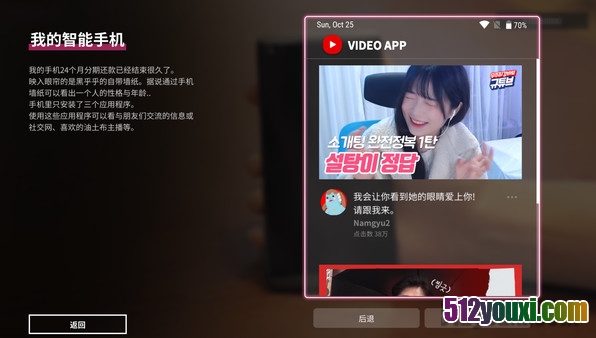 我的智能手机
我的手机24个月分期还款已经结束很久了。
映入眼帘的是黑乎乎的自带墙纸。据说通过手机
墙纸可以看出一个人的性格与年龄..
手机里只安装了三个应用程序。
使用这些应用程序可以看与朋友们交流的信息或
社交网、喜欢的油土布主播等。
返回
Sun, Oct 25
70%
VIDEO APP
규튜브
소개팅 완전정복 1탄
설탕이 정답
我会让你看到她的眼睛爱上你!
请跟我来。
Namgyu2
点击数 38万
(찡긋)
后退
512youxi.com